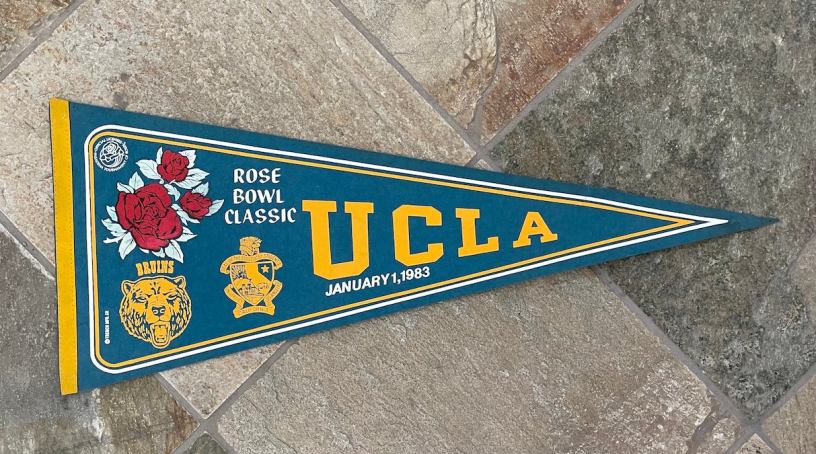 ROSE
BOWL
CLASSIC
UCLA
JANUARY 1, 1983
BRUINS